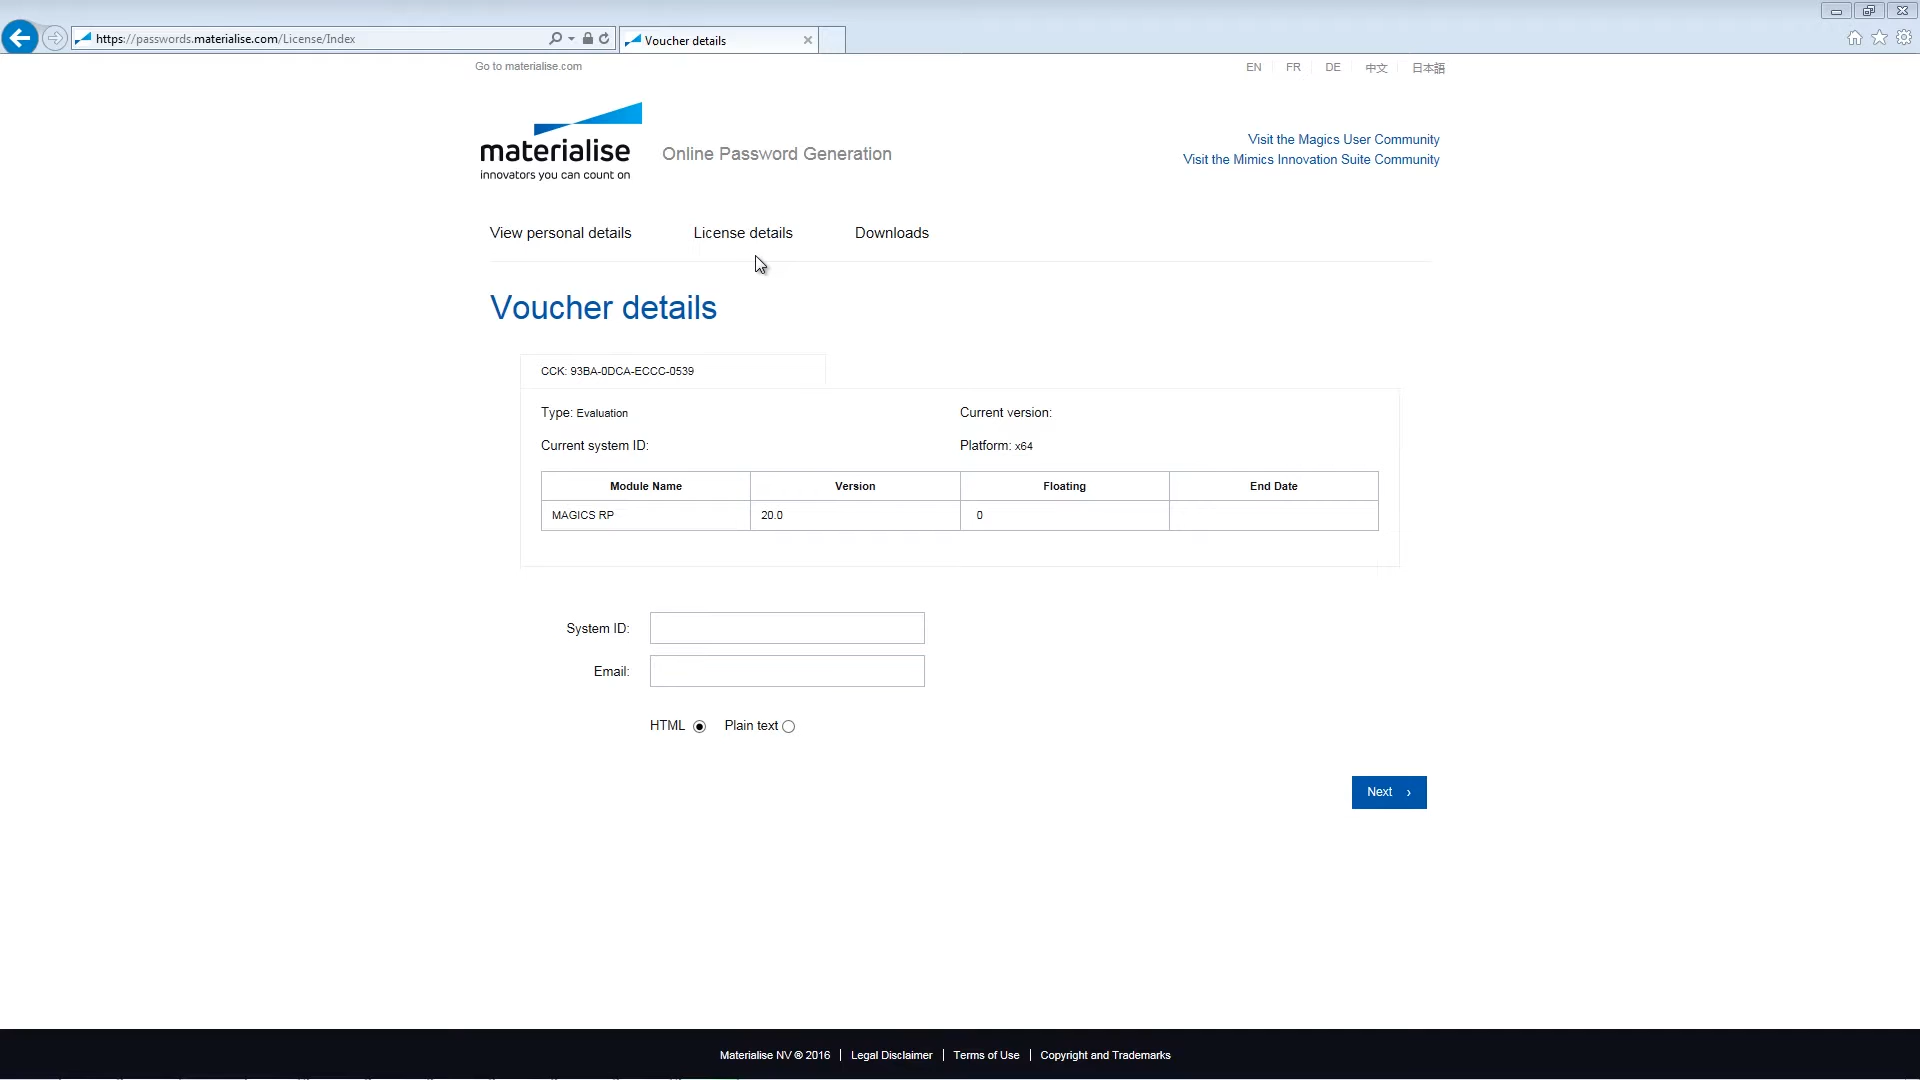 https://passwords.materialise.com/License/Index
Voucher details
Go to materialise.com
EN FR DE 中文 日本語
materialise
innovators you can count on
Online Password Generation
Visit the Magics User Community
Visit the Mimics Innovation Suite Community
View personal details License details Downloads
Voucher details
CCK: 93BA-0DCA-ECCC-0539
Type: Evaluation Current version:
Current system ID: Platform: x64
Module Name Version Floating End Date
MAGICS RP 20.0 0
System ID:
Email:
HTML Plain text
Next ›
Materialise NV ® 2016 | Legal Disclaimer | Terms of Use | Copyright and Trademarks